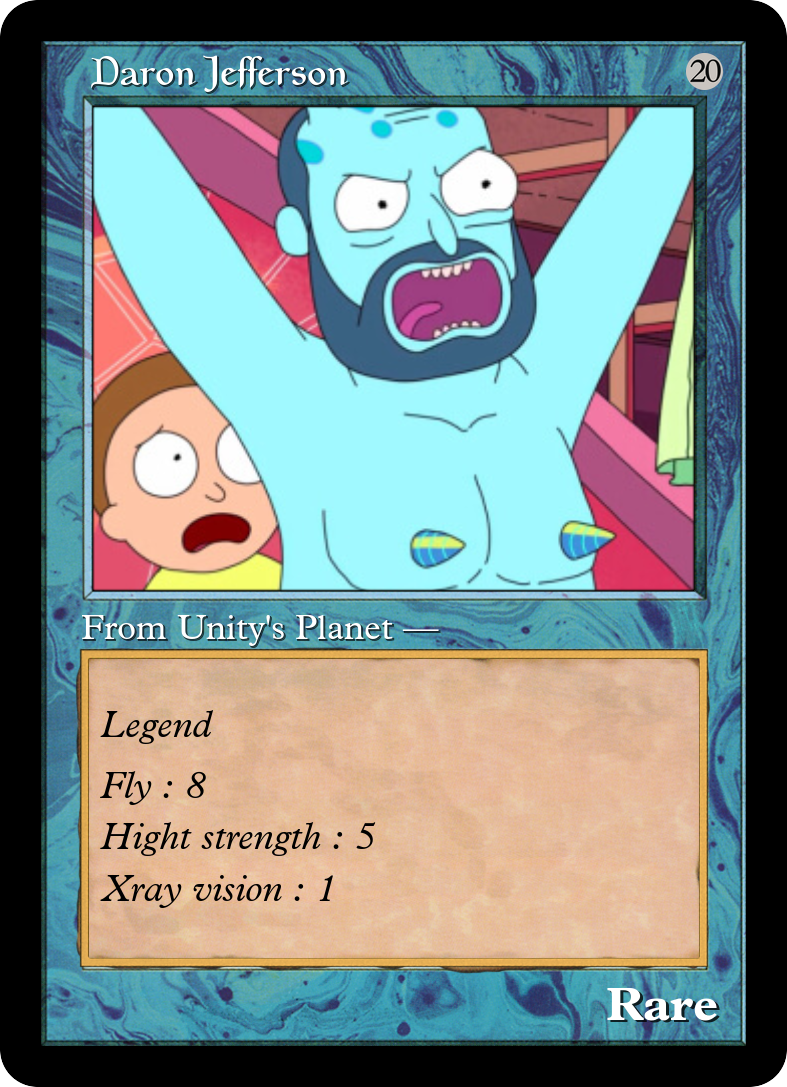 Daron Jefferson
20
From Unity's Planet —
Legend
Fly : 8
Hight strength : 5
Xray vision : 1
Rare